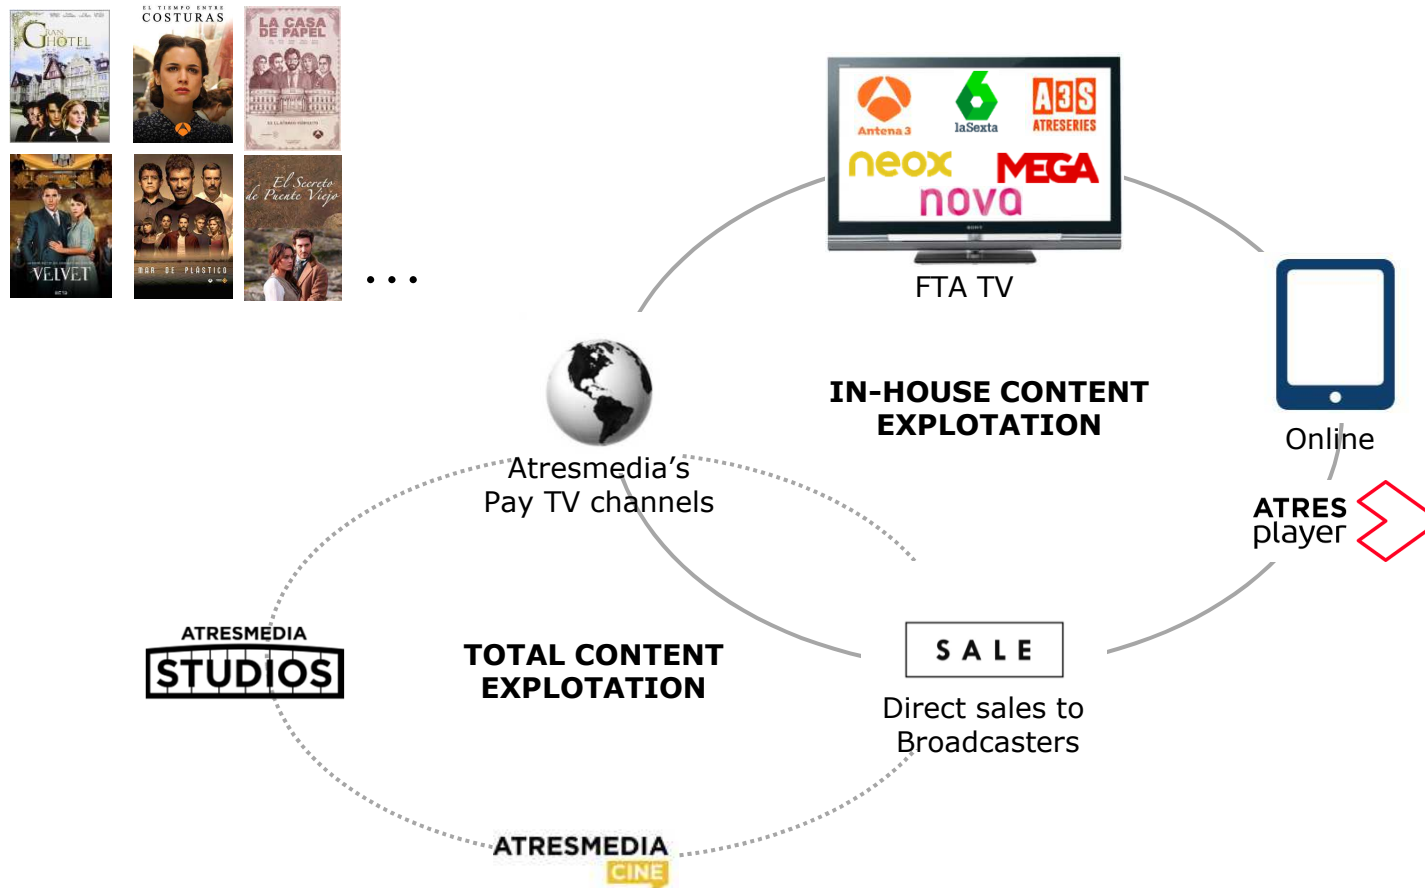 GRAN
HOTEL
EL TIEMPO ENTRE
COSTURAS
LA CASA
DE PAPEL
VELVET
MAR DE PLÁSTICO
El Secreto
de Puente Viejo
...
Antena 3
laSexta
A3S
ATRESERIES
neox
MEGA
nova
SONY
FTA TV
IN-HOUSE CONTENT
EXPLOTATION
Online
ATRES
player
Atresmedia's
Pay TV channels
ATRESMEDIA
STUDIOS
TOTAL CONTENT
EXPLOTATION
SALE
Direct sales to
Broadcasters
ATRESMEDIA
CINE